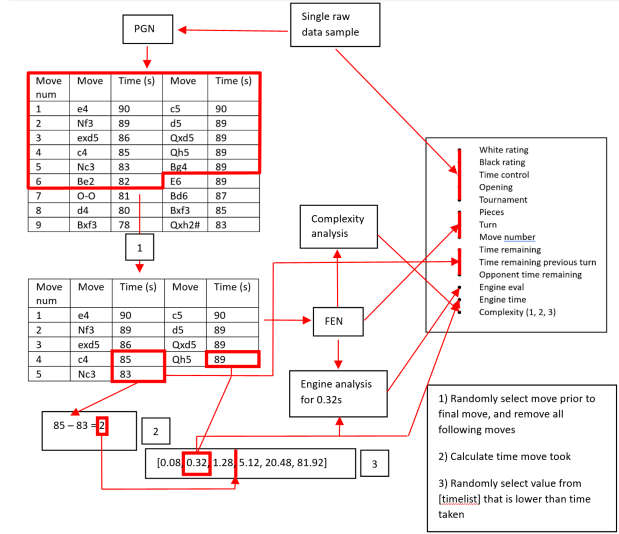 PGN
Single raw
data sample
Move num Move Time (s) Move Time (s)
1 e4 90 c5 90
2 Nf3 89 d5 89
3 exd5 86 Qxd5 89
4 c4 85 Qh5 89
5 Nc3 83 Bg4 89
6 Be2 82 E6 89
7 O-O 81 Bd6 87
8 d4 80 Bxf3 85
9 Bxf3 78 Qxh2# 83
1
Move num Move Time (s) Move Time (s)
1 e4 90 c5 90
2 Nf3 89 d5 89
3 exd5 86 Qxd5 89
4 c4 85 Qh5 89
5 Nc3 83
85 – 83 = 2
2
[0.08, 0.32, 1.28, 5.12, 20.48, 81.92]
3
Complexity
analysis
FEN
Engine analysis
for 0.32s
White rating
Black rating
Time control
Opening
Tournament
Pieces
Turn
Move number
Time remaining
Time remaining previous turn
Opponent time remaining
Engine eval
Engine time
Complexity (1, 2, 3)
1) Randomly select move prior to
final move, and remove all
following moves
2) Calculate time move took
3) Randomly select value from
[timelist] that is lower than time
taken